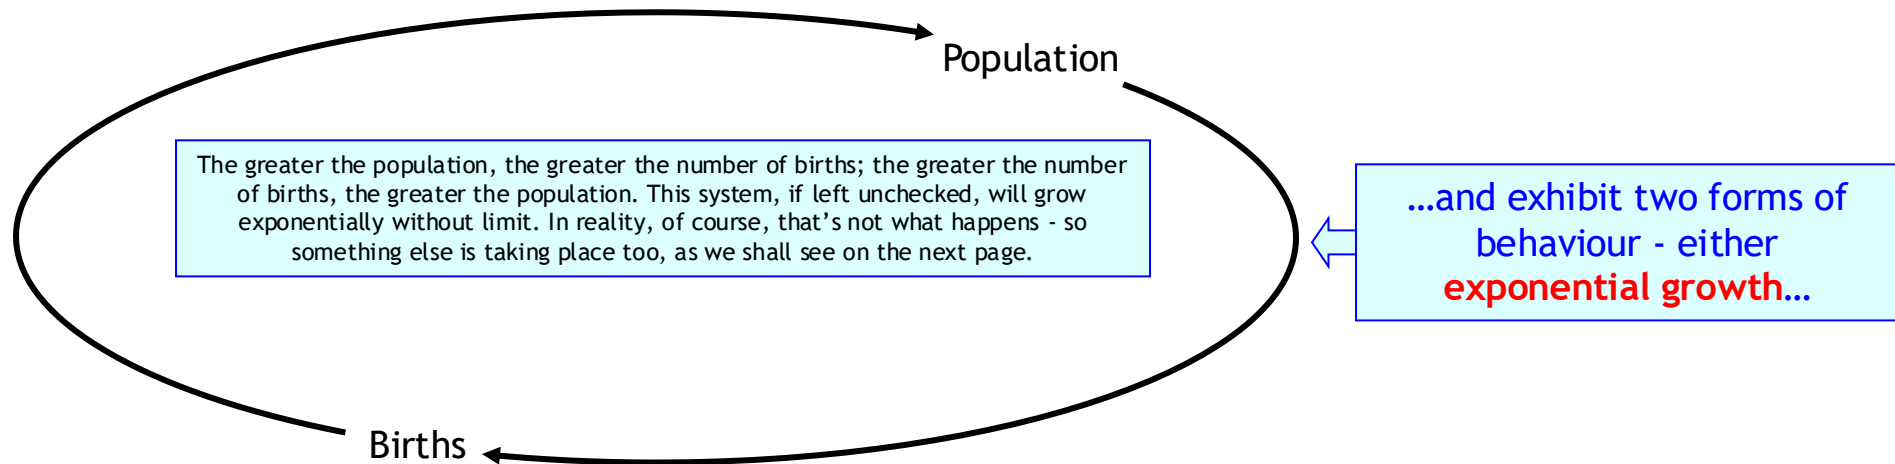 Population
The greater the population, the greater the number of births; the greater the number
of births, the greater the population. This system, if left unchecked, will grow
exponentially without limit. In reality, of course, that’s not what happens - so
something else is taking place too, as we shall see on the next page.
…and exhibit two forms of
behaviour - either
exponential growth…
Births